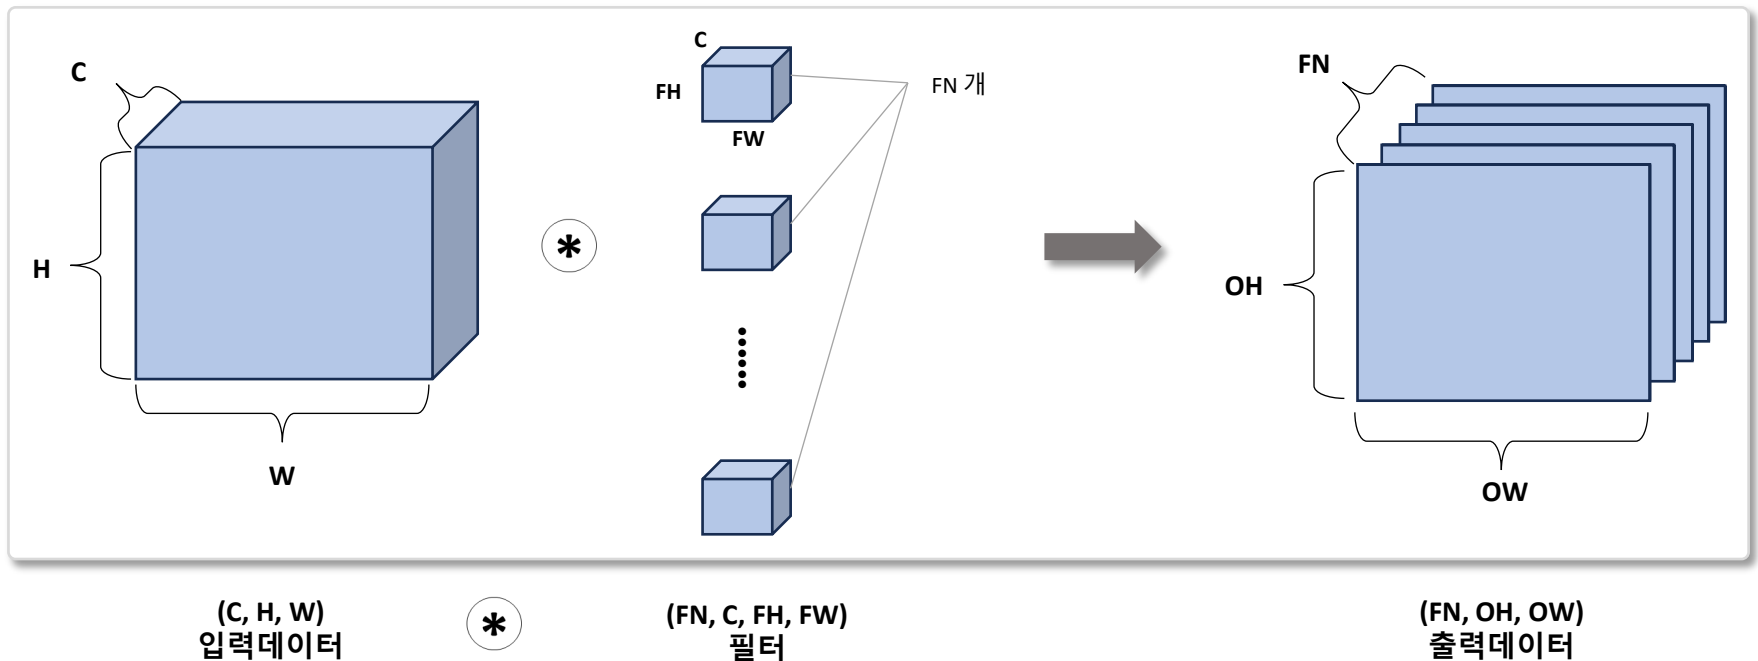 C
H
W
*
C
FH
FW
FN 개
FN
OH
OW
(C, H, W)
입력데이터
*
(FN, C, FH, FW)
필터
(FN, OH, OW)
출력데이터